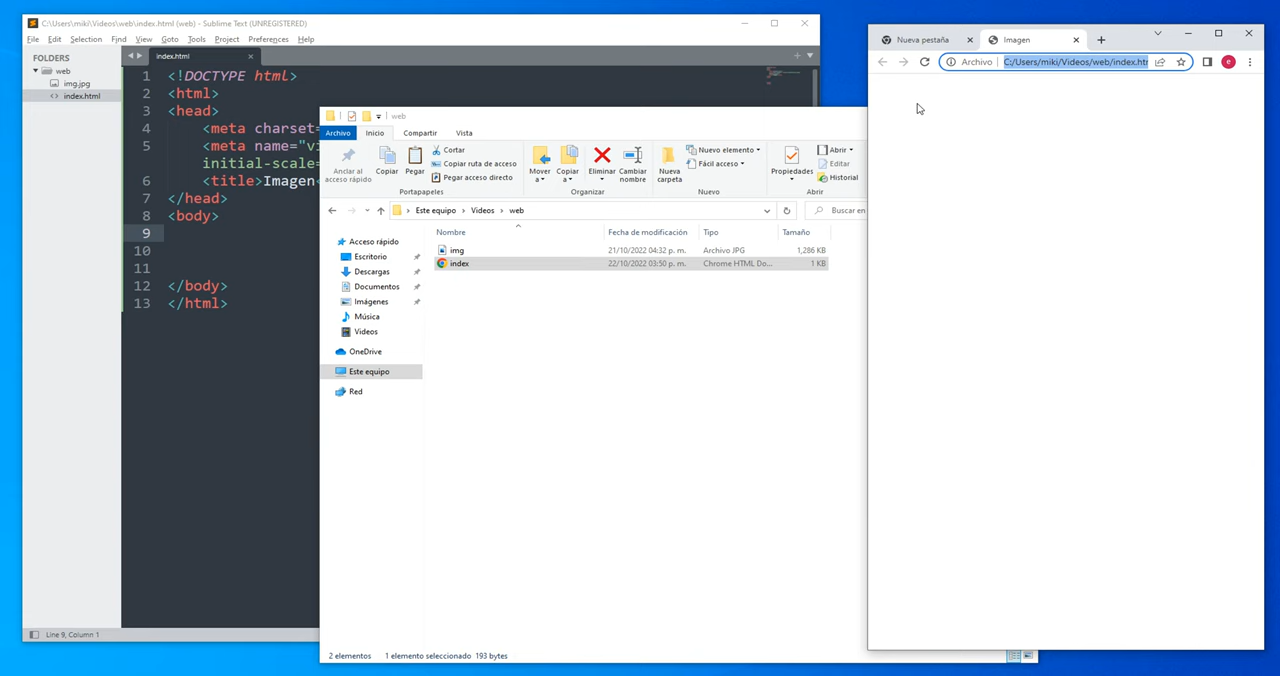 C:\Users\miki\Videos\web\index.html (web) - Sublime Text (UNREGISTERED)
File Edit Selection Find View Goto Tools Project Preferences Help
FOLDERS
web
img.jpg
index.html
index.html
1 <!DOCTYPE html>
2 <html>
3 <head>
4 <meta charset=
5 <meta name="vi
initial-scale=
6 <title>Imagen<
7 </head>
8 <body>
9
10
11
12 </body>
13 </html>
Line 9, Column 1
web
Archivo Inicio Compartir Vista
Anclar al acceso rápido
Copiar
Pegar
Cortar
Copiar ruta de acceso
Pegar acceso directo
Portapapeles
Mover a
Copiar a
Eliminar
Cambiar nombre
Organizar
Nueva carpeta
Nuevo elemento
Fácil acceso
Nuevo
Propiedades
Abrir
Editar
Historial
Abrir
Este equipo > Videos > web
Buscar en
Nombre Fecha de modificación Tipo Tamaño
img 21/10/2022 04:32 p. m. Archivo JPG 1,286 KB
index 22/10/2022 03:50 p. m. Chrome HTML Do... 1 KB
Acceso rápido
Escritorio
Descargas
Documentos
Imágenes
Música
Videos
OneDrive
Este equipo
Red
2 elementos 1 elemento seleccionado 193 bytes
Nueva pestaña
Imagen
Archivo C:/Users/miki/Videos/web/index.htm
e